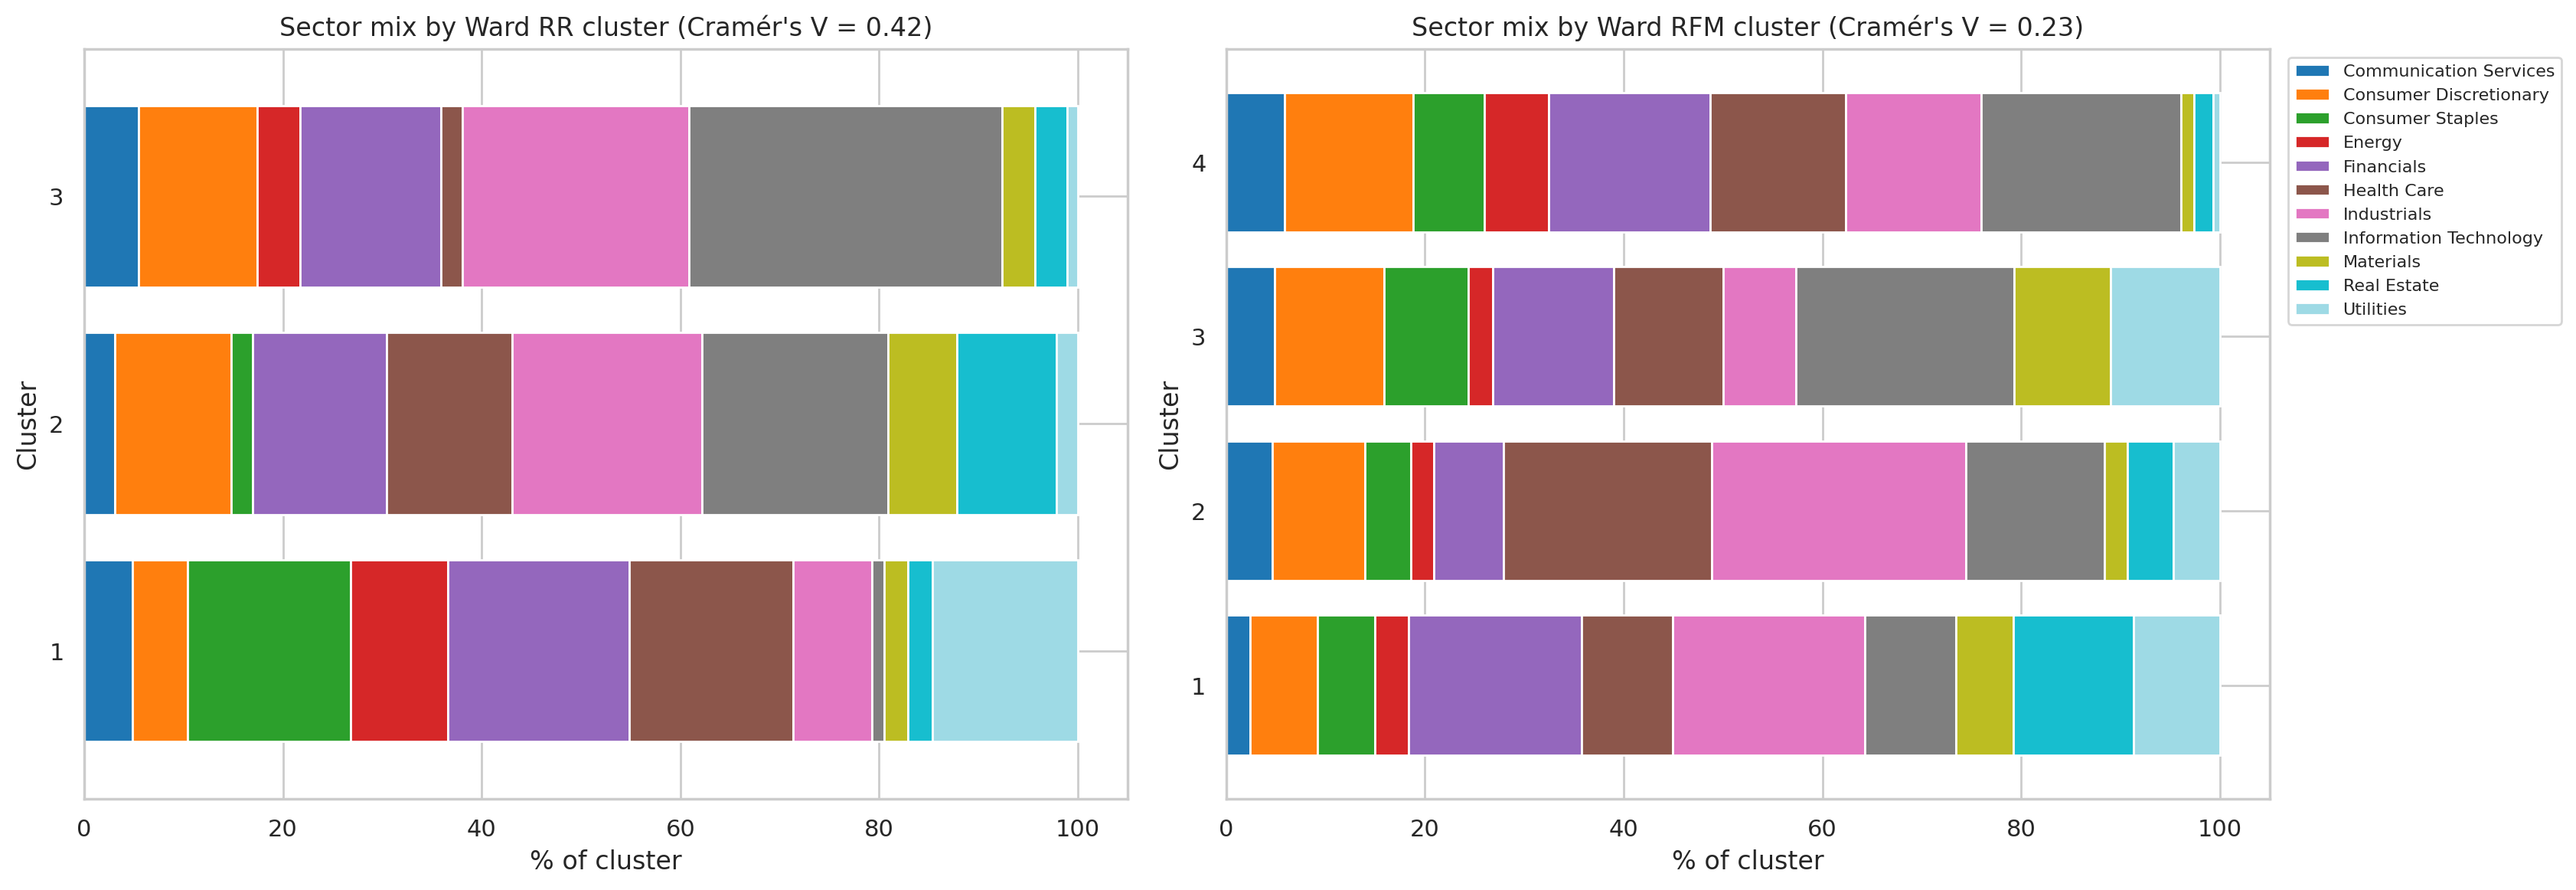 Sector mix by Ward RR cluster (Cramér's V = 0.42)
Cluster
3
2
1
0 20 40 60 80 100
% of cluster
Sector mix by Ward RFM cluster (Cramér's V = 0.23)
Cluster
4
3
2
1
0 20 40 60 80 100
% of cluster
Communication Services
Consumer Discretionary
Consumer Staples
Energy
Financials
Health Care
Industrials
Information Technology
Materials
Real Estate
Utilities